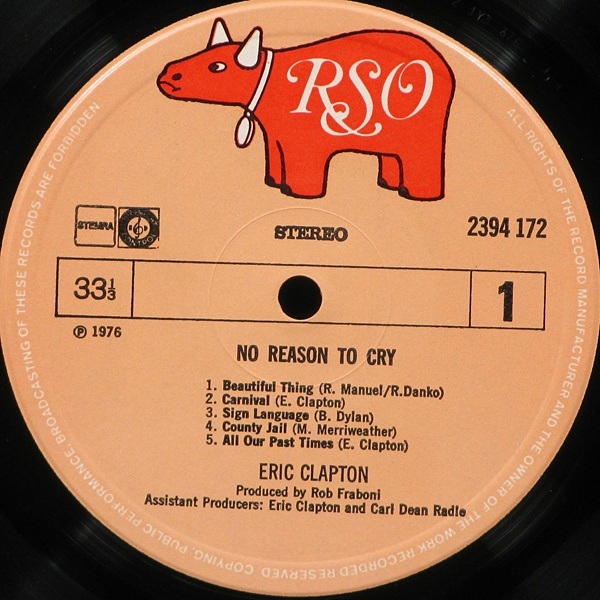 RSO
STEMRA
STEREO
2394 172
33⅓
1
℗ 1976
NO REASON TO CRY
1. Beautiful Thing (R. Manuel/R.Danko)
2. Carnival (E. Clapton)
3. Sign Language (B. Dylan)
4. County Jail (M. Merriweather)
5. All Our Past Times (E. Clapton)
ERIC CLAPTON
Produced by Rob Fraboni
Assistant Producers: Eric Clapton and Carl Dean Radle
ALL RIGHTS OF THE RECORD MANUFACTURER AND THE OWNER OF THE WORK RECORDED RESERVED COPYING, PUBLIC PERFORMANCE, BROADCASTING OF THESE RECORDS ARE FORBIDDEN